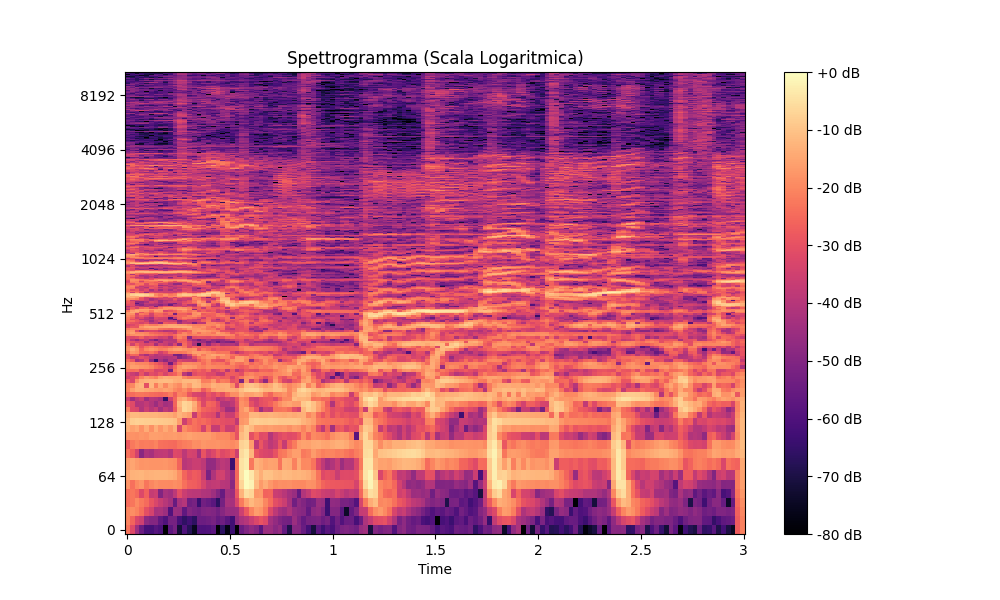 Spettrogramma (Scala Logaritmica)
Hz
8192
4096
2048
1024
512
256
128
64
0
0 0.5 1 1.5 2 2.5 3
Time
+0 dB
-10 dB
-20 dB
-30 dB
-40 dB
-50 dB
-60 dB
-70 dB
-80 dB